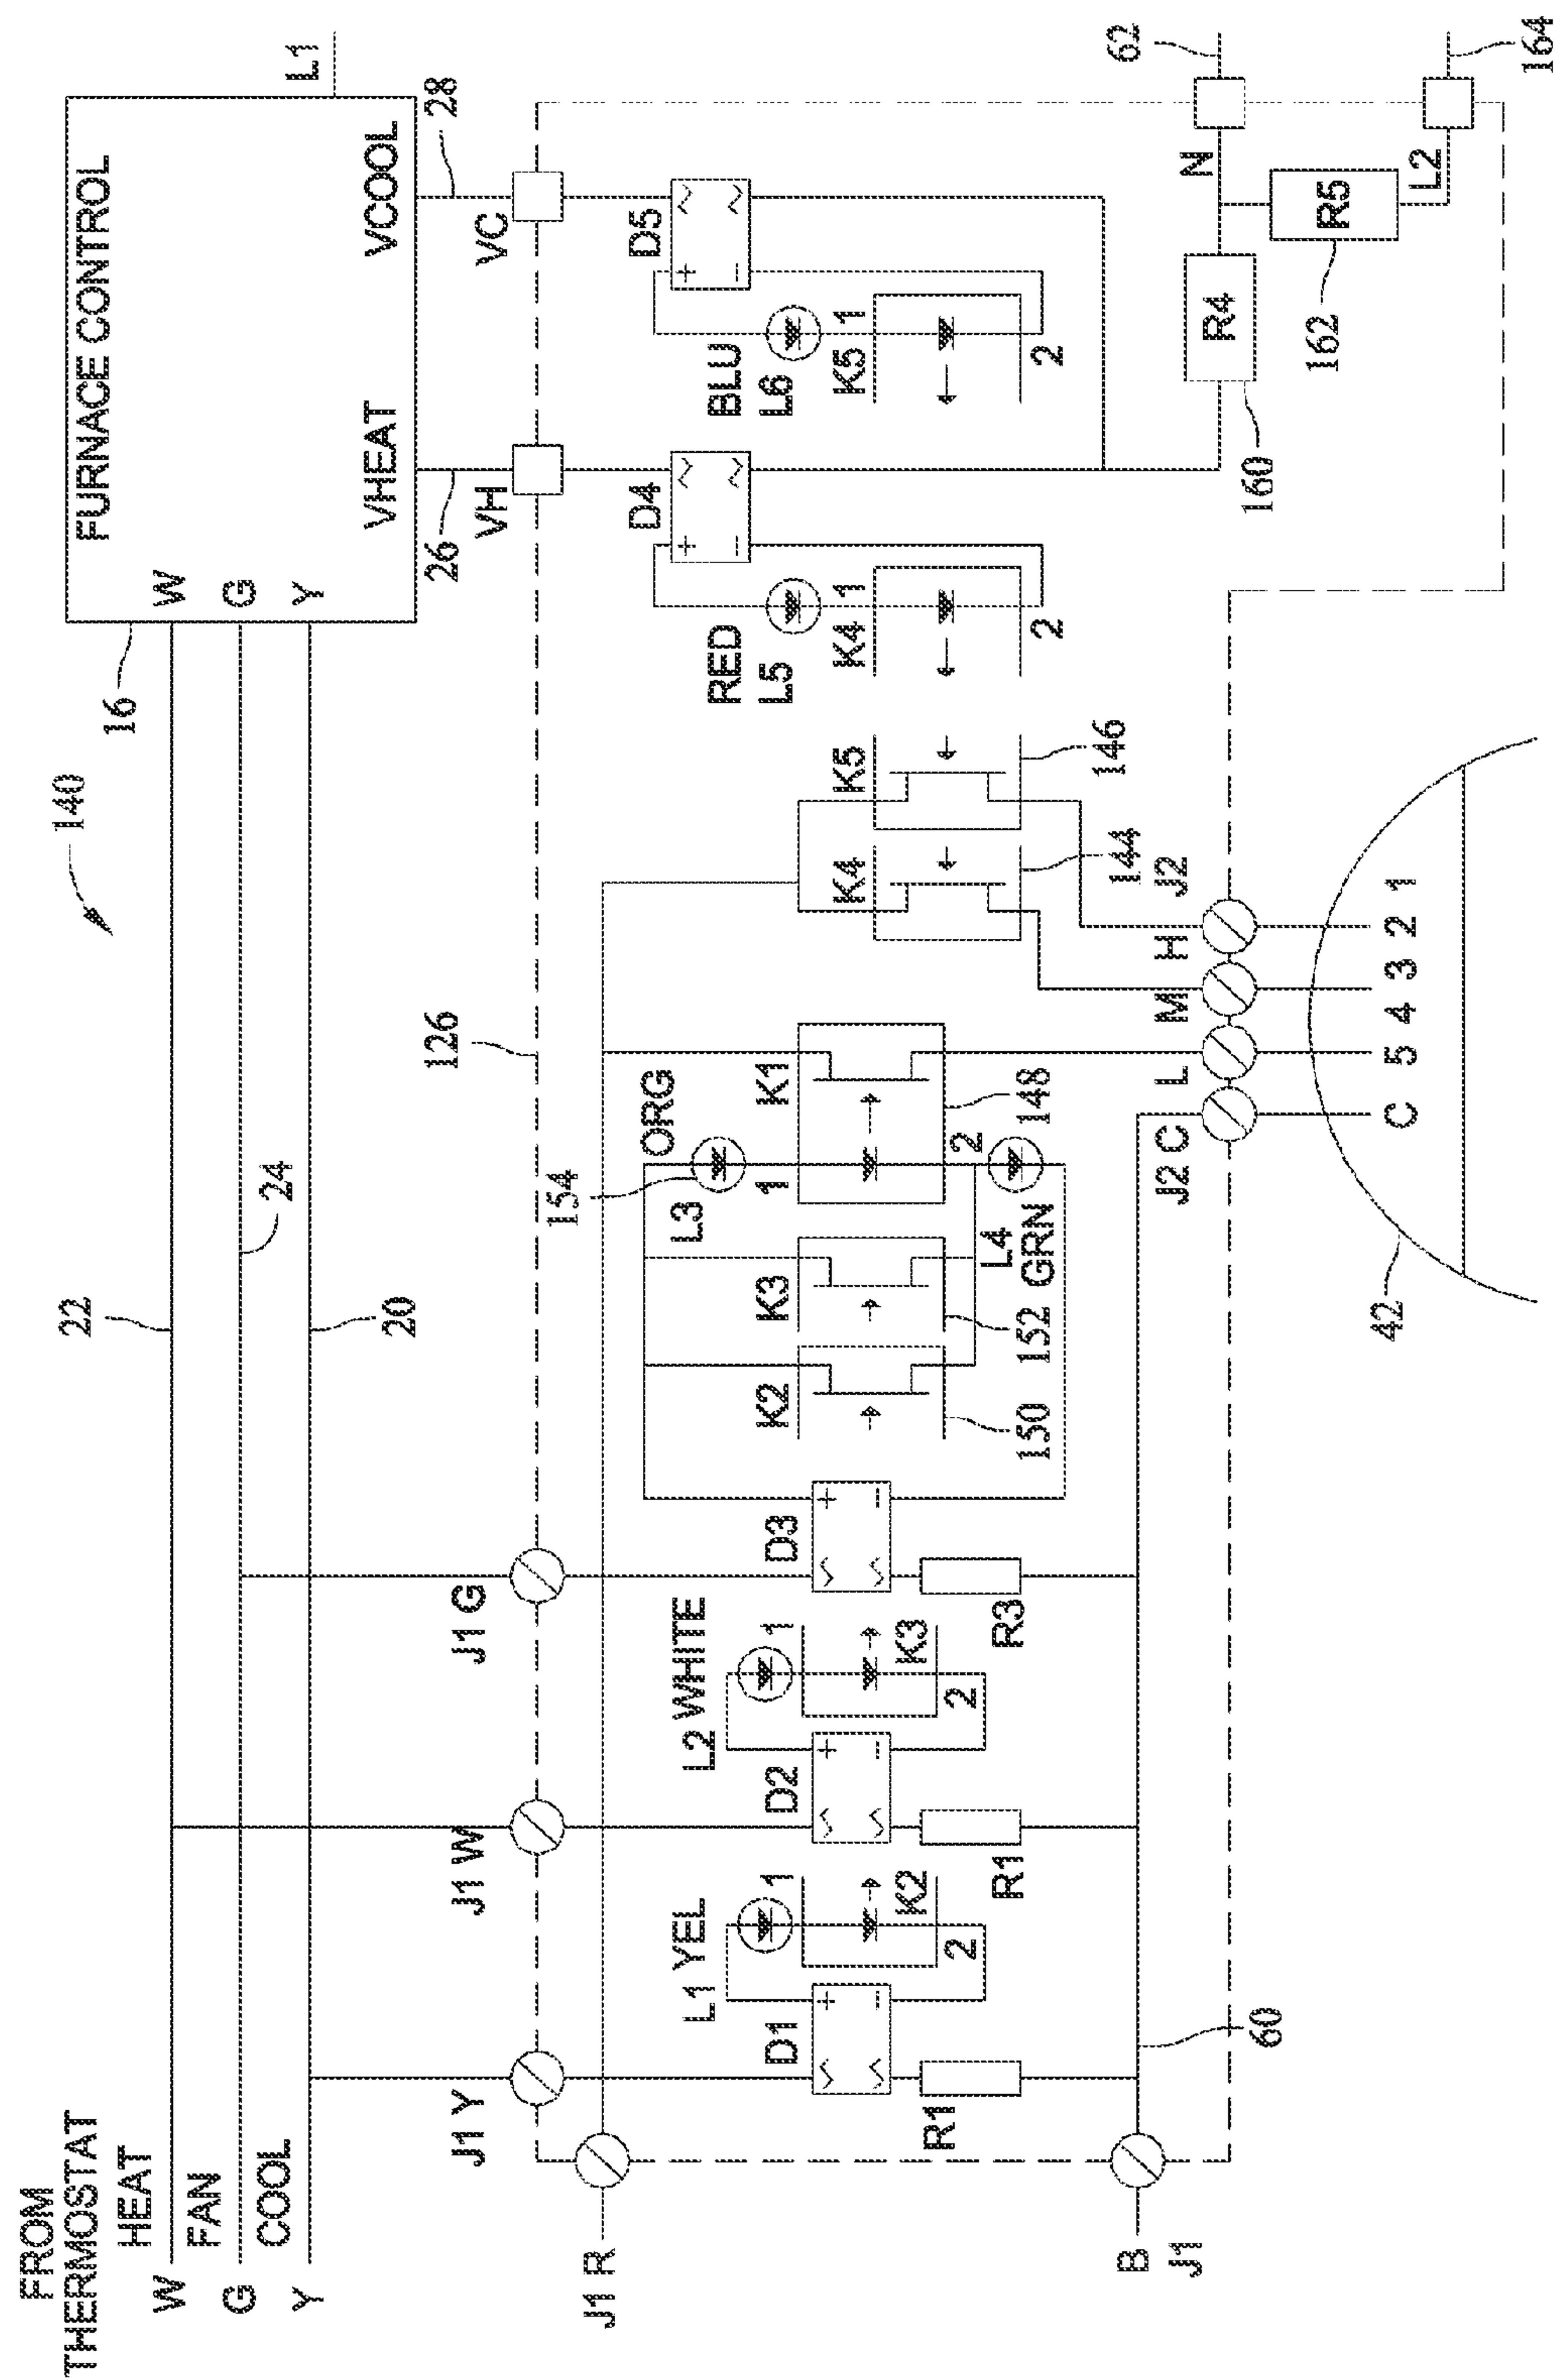 140
FROM
THERMOSTAT
HEAT
W
FAN
G
COOL
Y
22
24
20
16
FURNACE CONTROL
W
G
Y
VHEAT
VCOOL
L1
26
28
J1 Y
J1 W
J1 G
126
VH
VC
J1 R
L1 YEL
1
D1
+
−
K2
2
R1
L2 WHITE
1
D2
+
−
K3
2
R1
D3
+
−
R3
154
ORG
L3
1
K1
2
148
K2
150
K3
152
L4
GRN
K4
144
K5
146
RED
L5
D4
+
−
K4
1
2
BLU
L6
D5
+
−
K5
1
2
R4
160
R5
162
N
L2
62
164
B
J1
60
J2 C
L
M
H
J2
C
5
4
3
2
1
42